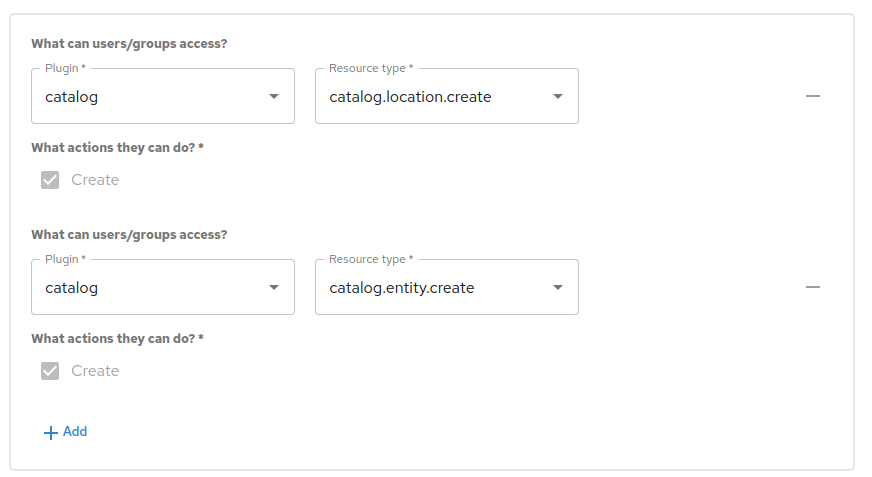 What can users/groups access?
Plugin * Resource type *
catalog catalog.location.create
What actions they can do? *
Create
What can users/groups access?
Plugin * Resource type *
catalog catalog.entity.create
What actions they can do? *
Create
Add